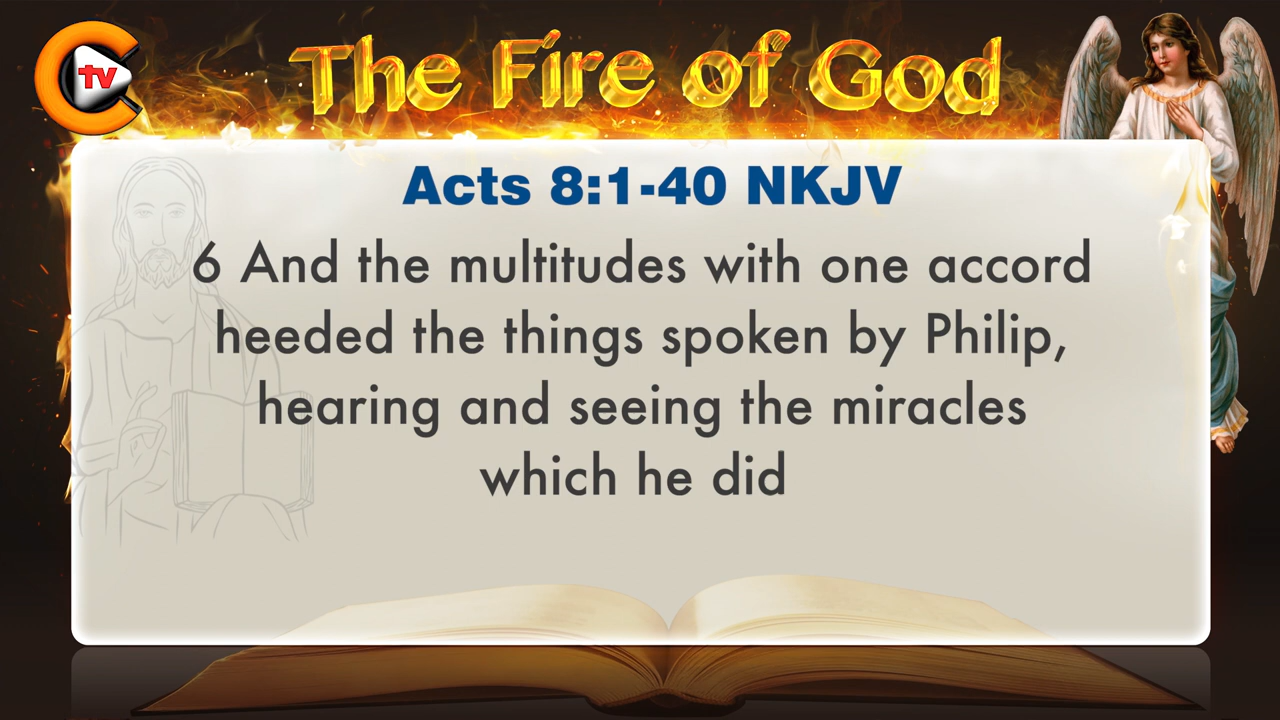 tv
The Fire of God
Acts 8:1-40 NKJV
6 And the multitudes with one accord
heeded the things spoken by Philip,
hearing and seeing the miracles
which he did